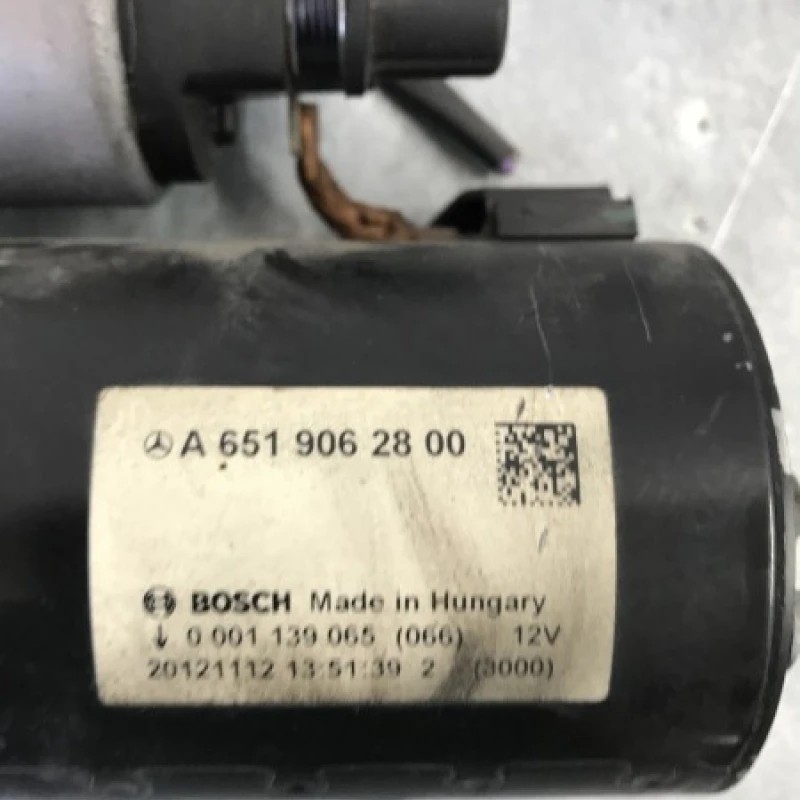 A 651 906 28 00
BOSCH Made in Hungary
↓ 0 001 139 065 (066) 12V
20121112 13:51:39 2 (3000)